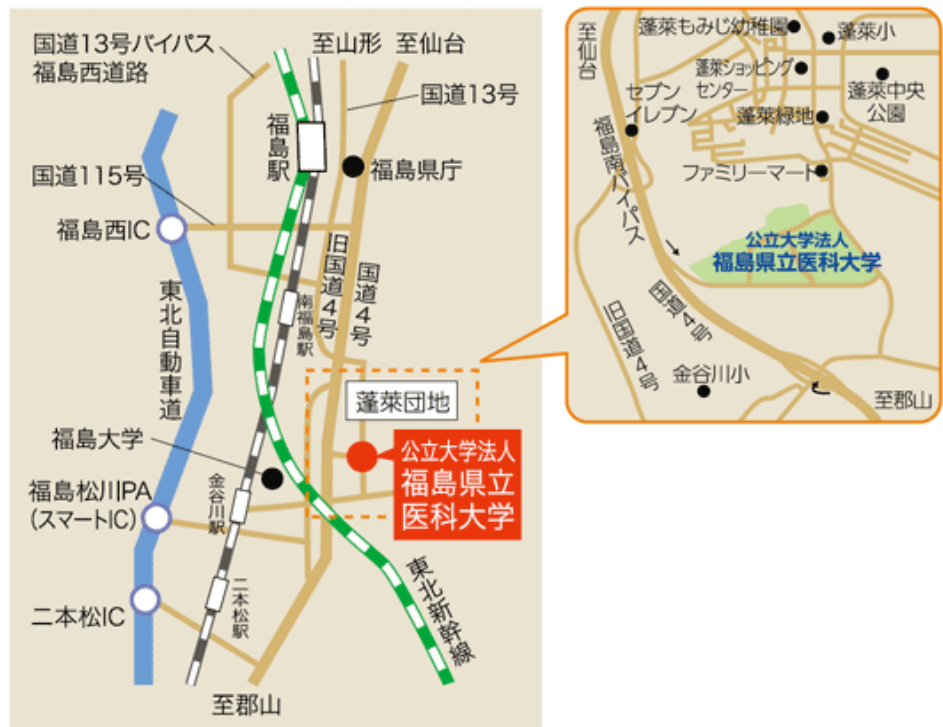 国道13号バイパス
福島西道路
至山形
至仙台
国道13号
福島駅
福島県庁
国道115号
福島西IC
旧国道4号
国道4号
東北自動車道
南福島駅
蓬萊団地
福島大学
公立大学法人
福島県立
医科大学
福島松川PA
（スマートIC）
金谷川駅
二本松駅
二本松IC
東北新幹線
至郡山
至仙台
蓬萊もみじ幼稚園
蓬萊小
蓬萊ショッピング
センター
セブン
イレブン
蓬萊中央
公園
蓬萊緑地
福島南バイパス
ファミリーマート
公立大学法人
福島県立医科大学
国道4号
旧国道4号
金谷川小
至郡山